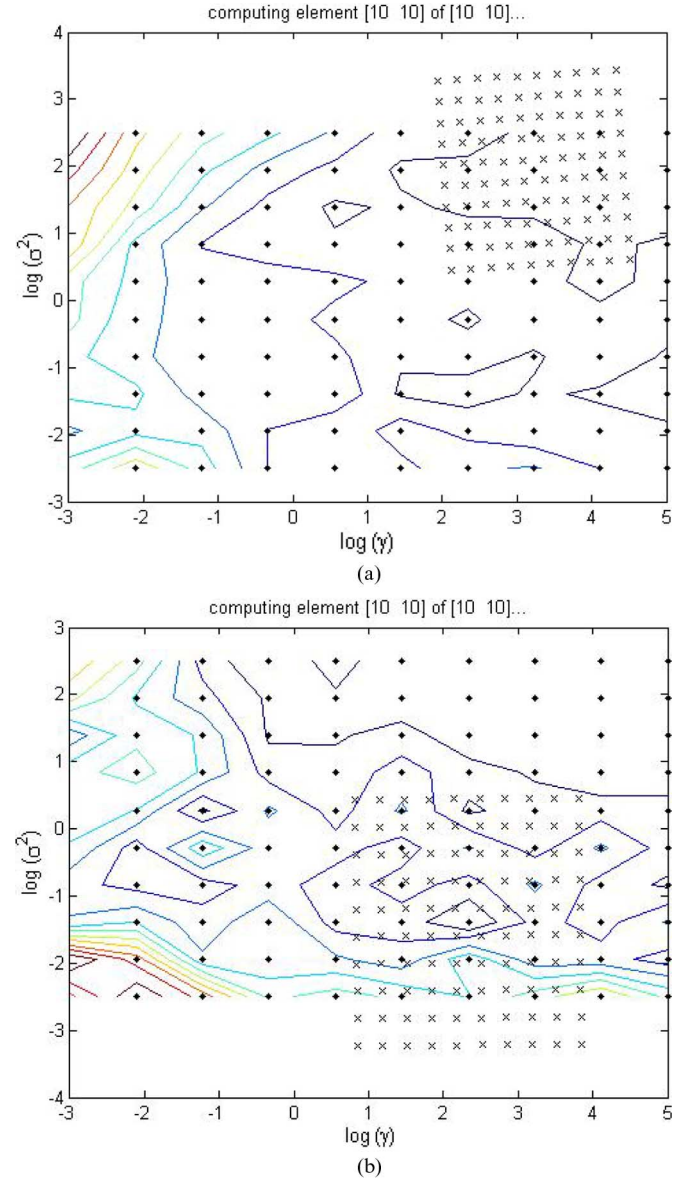 computing element [10 10] of [10 10]...
4
3
2
1
0
-1
-2
-3
log (σ²)
-3 -2 -1 0 1 2 3 4 5
log (γ)
(a)
computing element [10 10] of [10 10]...
3
2
1
0
-1
-2
-3
-4
log (σ²)
-3 -2 -1 0 1 2 3 4 5
log (γ)
(b)